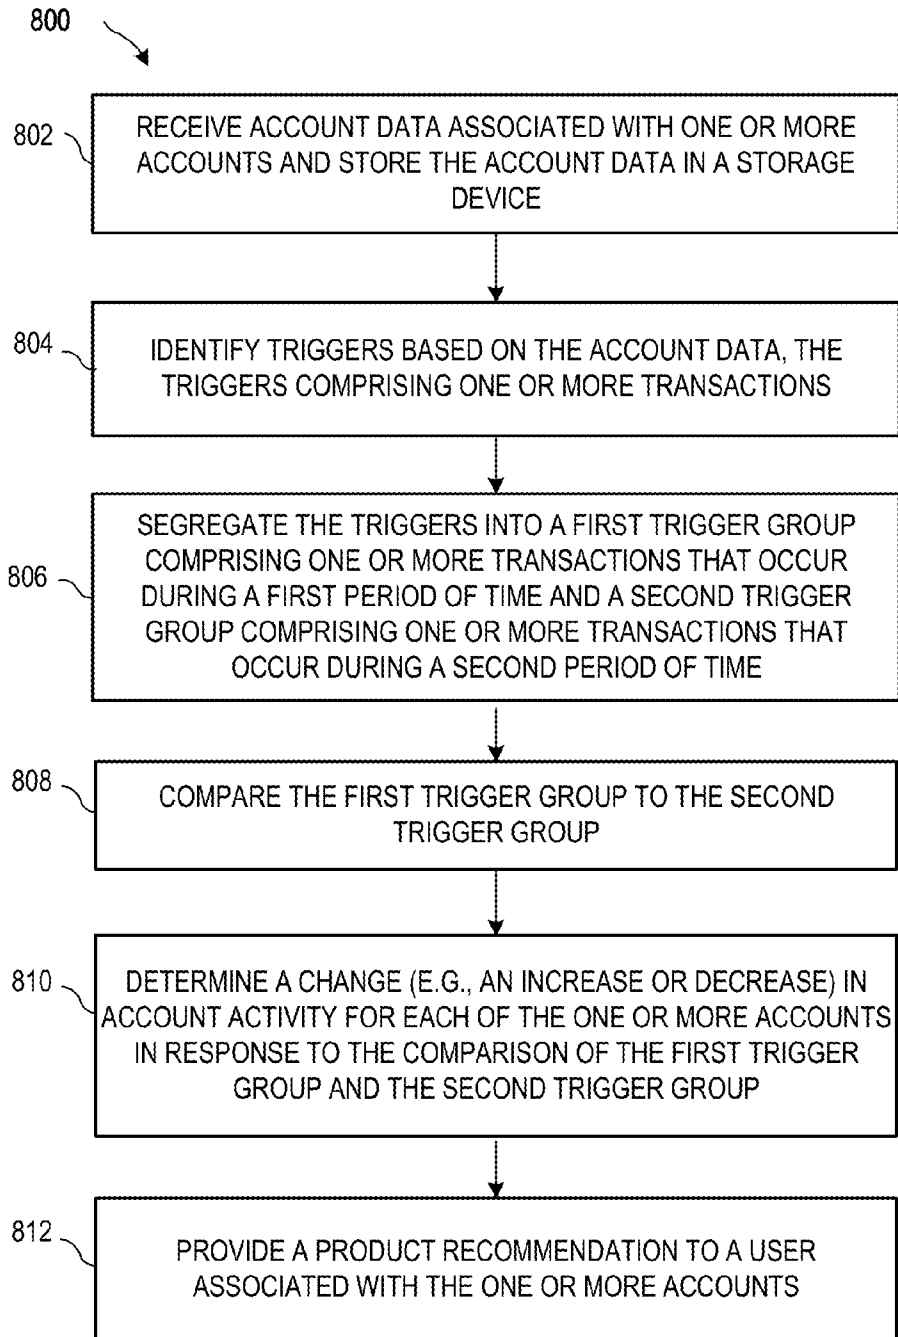 800
802
RECEIVE ACCOUNT DATA ASSOCIATED WITH ONE OR MORE
ACCOUNTS AND STORE THE ACCOUNT DATA IN A STORAGE
DEVICE
804
IDENTIFY TRIGGERS BASED ON THE ACCOUNT DATA, THE
TRIGGERS COMPRISING ONE OR MORE TRANSACTIONS
806
SEGREGATE THE TRIGGERS INTO A FIRST TRIGGER GROUP
COMPRISING ONE OR MORE TRANSACTIONS THAT OCCUR
DURING A FIRST PERIOD OF TIME AND A SECOND TRIGGER
GROUP COMPRISING ONE OR MORE TRANSACTIONS THAT
OCCUR DURING A SECOND PERIOD OF TIME
808
COMPARE THE FIRST TRIGGER GROUP TO THE SECOND
TRIGGER GROUP
810
DETERMINE A CHANGE (E.G., AN INCREASE OR DECREASE) IN
ACCOUNT ACTIVITY FOR EACH OF THE ONE OR MORE ACCOUNTS
IN RESPONSE TO THE COMPARISON OF THE FIRST TRIGGER
GROUP AND THE SECOND TRIGGER GROUP
812
PROVIDE A PRODUCT RECOMMENDATION TO A USER
ASSOCIATED WITH THE ONE OR MORE ACCOUNTS